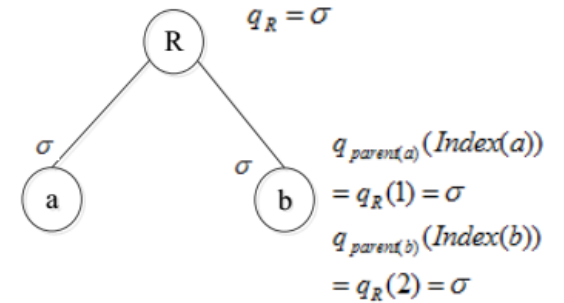 R
q_R = σ
σ
σ
a
b
q_parent(a)(Index(a))
= q_R(1) = σ
q_parent(b)(Index(b))
= q_R(2) = σ